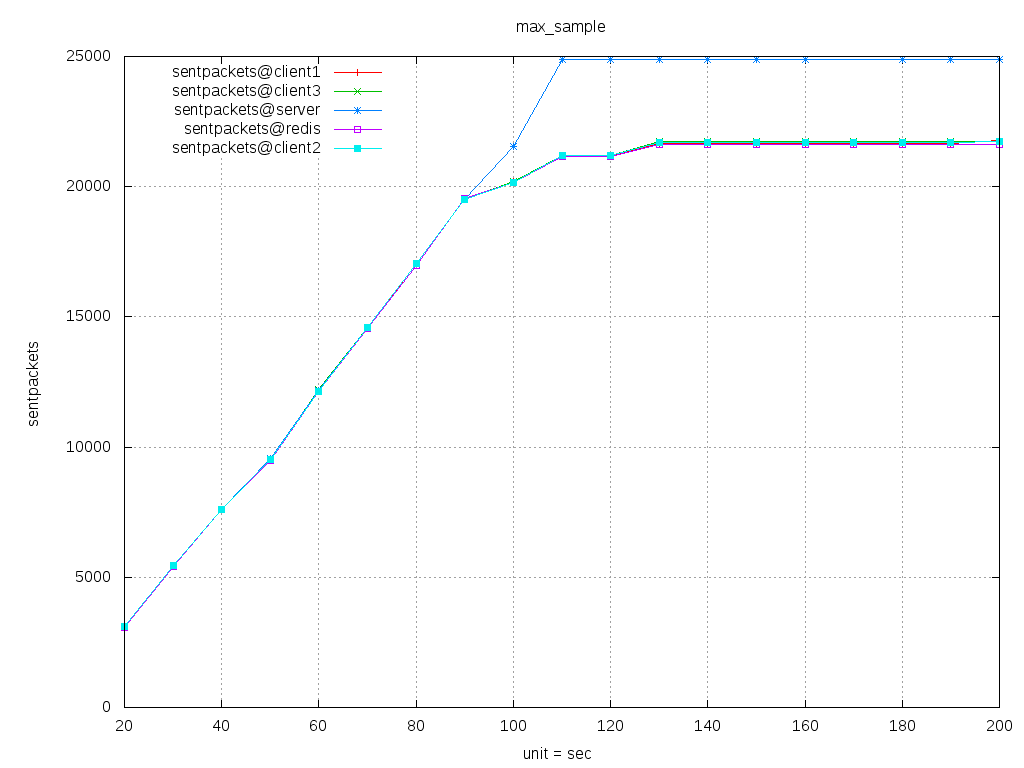 max_sample
25000
20000
15000
10000
5000
0
sentpackets
sentpackets@client1
sentpackets@client3
sentpackets@server
sentpackets@redis
sentpackets@client2
20 40 60 80 100 120 140 160 180 200
unit = sec